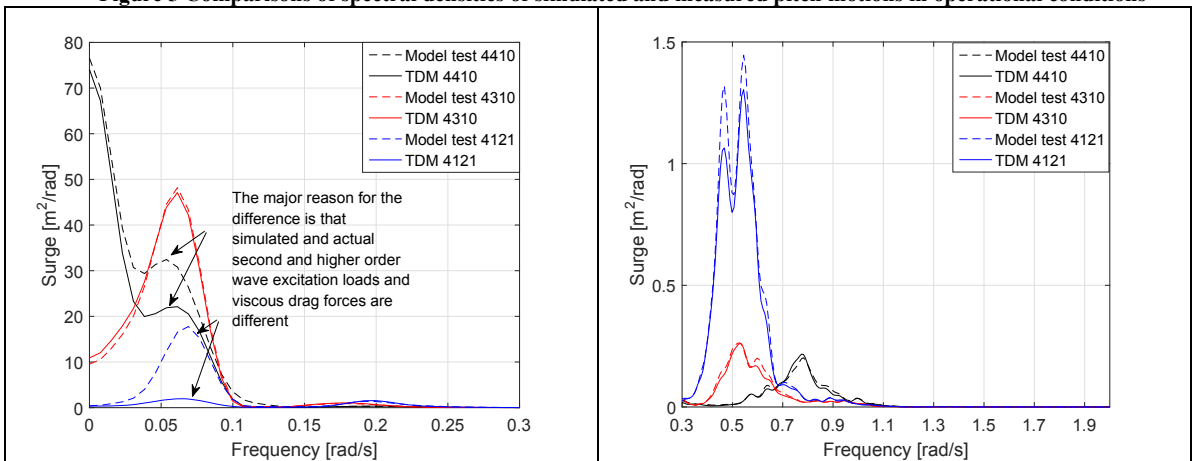 Figure 5 Comparisons of spectral densities of simulated and measured pitch motions in operational conditions
80
70
60
50
40
30
20
10
0
Surge [m²/rad]
Model test 4410
TDM 4410
Model test 4310
TDM 4310
Model test 4121
TDM 4121
The major reason for the
difference is that
simulated and actual
second and higher order
wave excitation loads and
viscous drag forces are
different
0 0.05 0.1 0.15 0.2 0.25 0.3
Frequency [rad/s]
1.5
1
0.5
0
Surge [m²/rad]
Model test 4410
TDM 4410
Model test 4310
TDM 4310
Model test 4121
TDM 4121
0.3 0.5 0.7 0.9 1.1 1.3 1.5 1.7 1.9
Frequency [rad/s]